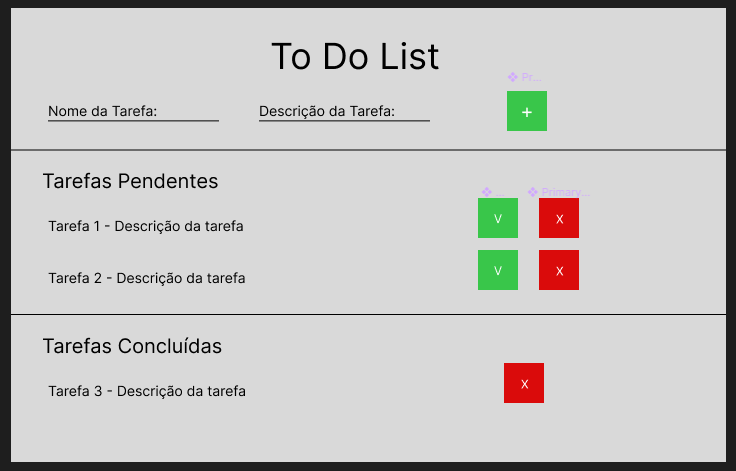 To Do List
❖ Pr...
Nome da Tarefa: Descrição da Tarefa: +
Tarefas Pendentes
❖ ... ❖ Primary...
Tarefa 1 - Descrição da tarefa V X
Tarefa 2 - Descrição da tarefa V X
Tarefas Concluídas
Tarefa 3 - Descrição da tarefa X